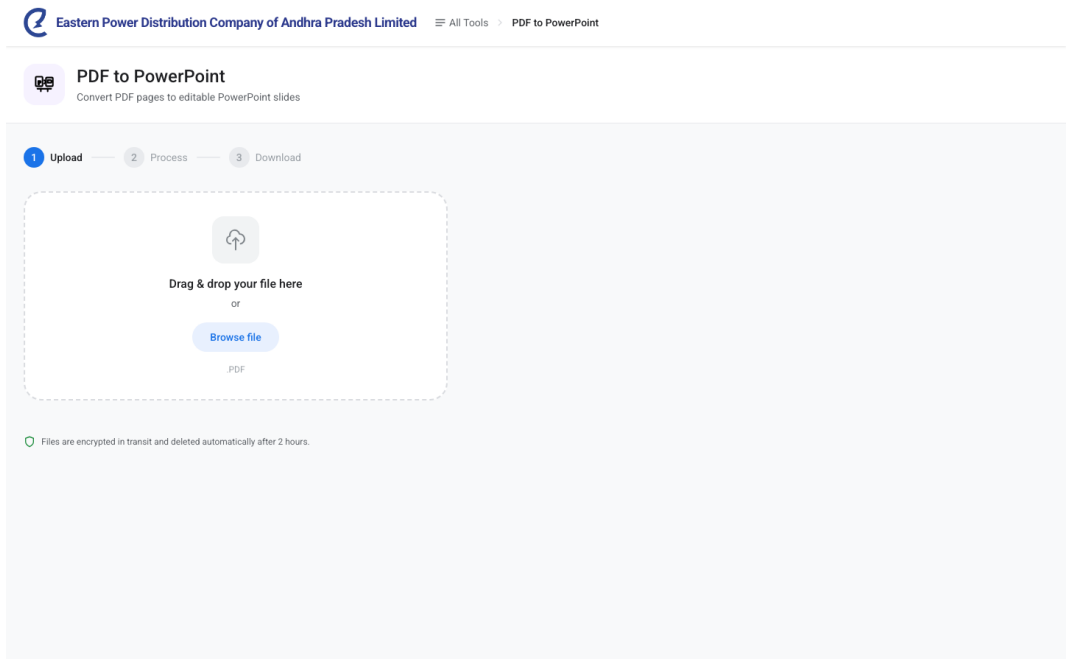 Eastern Power Distribution Company of Andhra Pradesh Limited All Tools PDF to PowerPoint
PDF to PowerPoint
Convert PDF pages to editable PowerPoint slides
1 Upload 2 Process 3 Download
Drag & drop your file here
or
Browse file
.PDF
Files are encrypted in transit and deleted automatically after 2 hours.